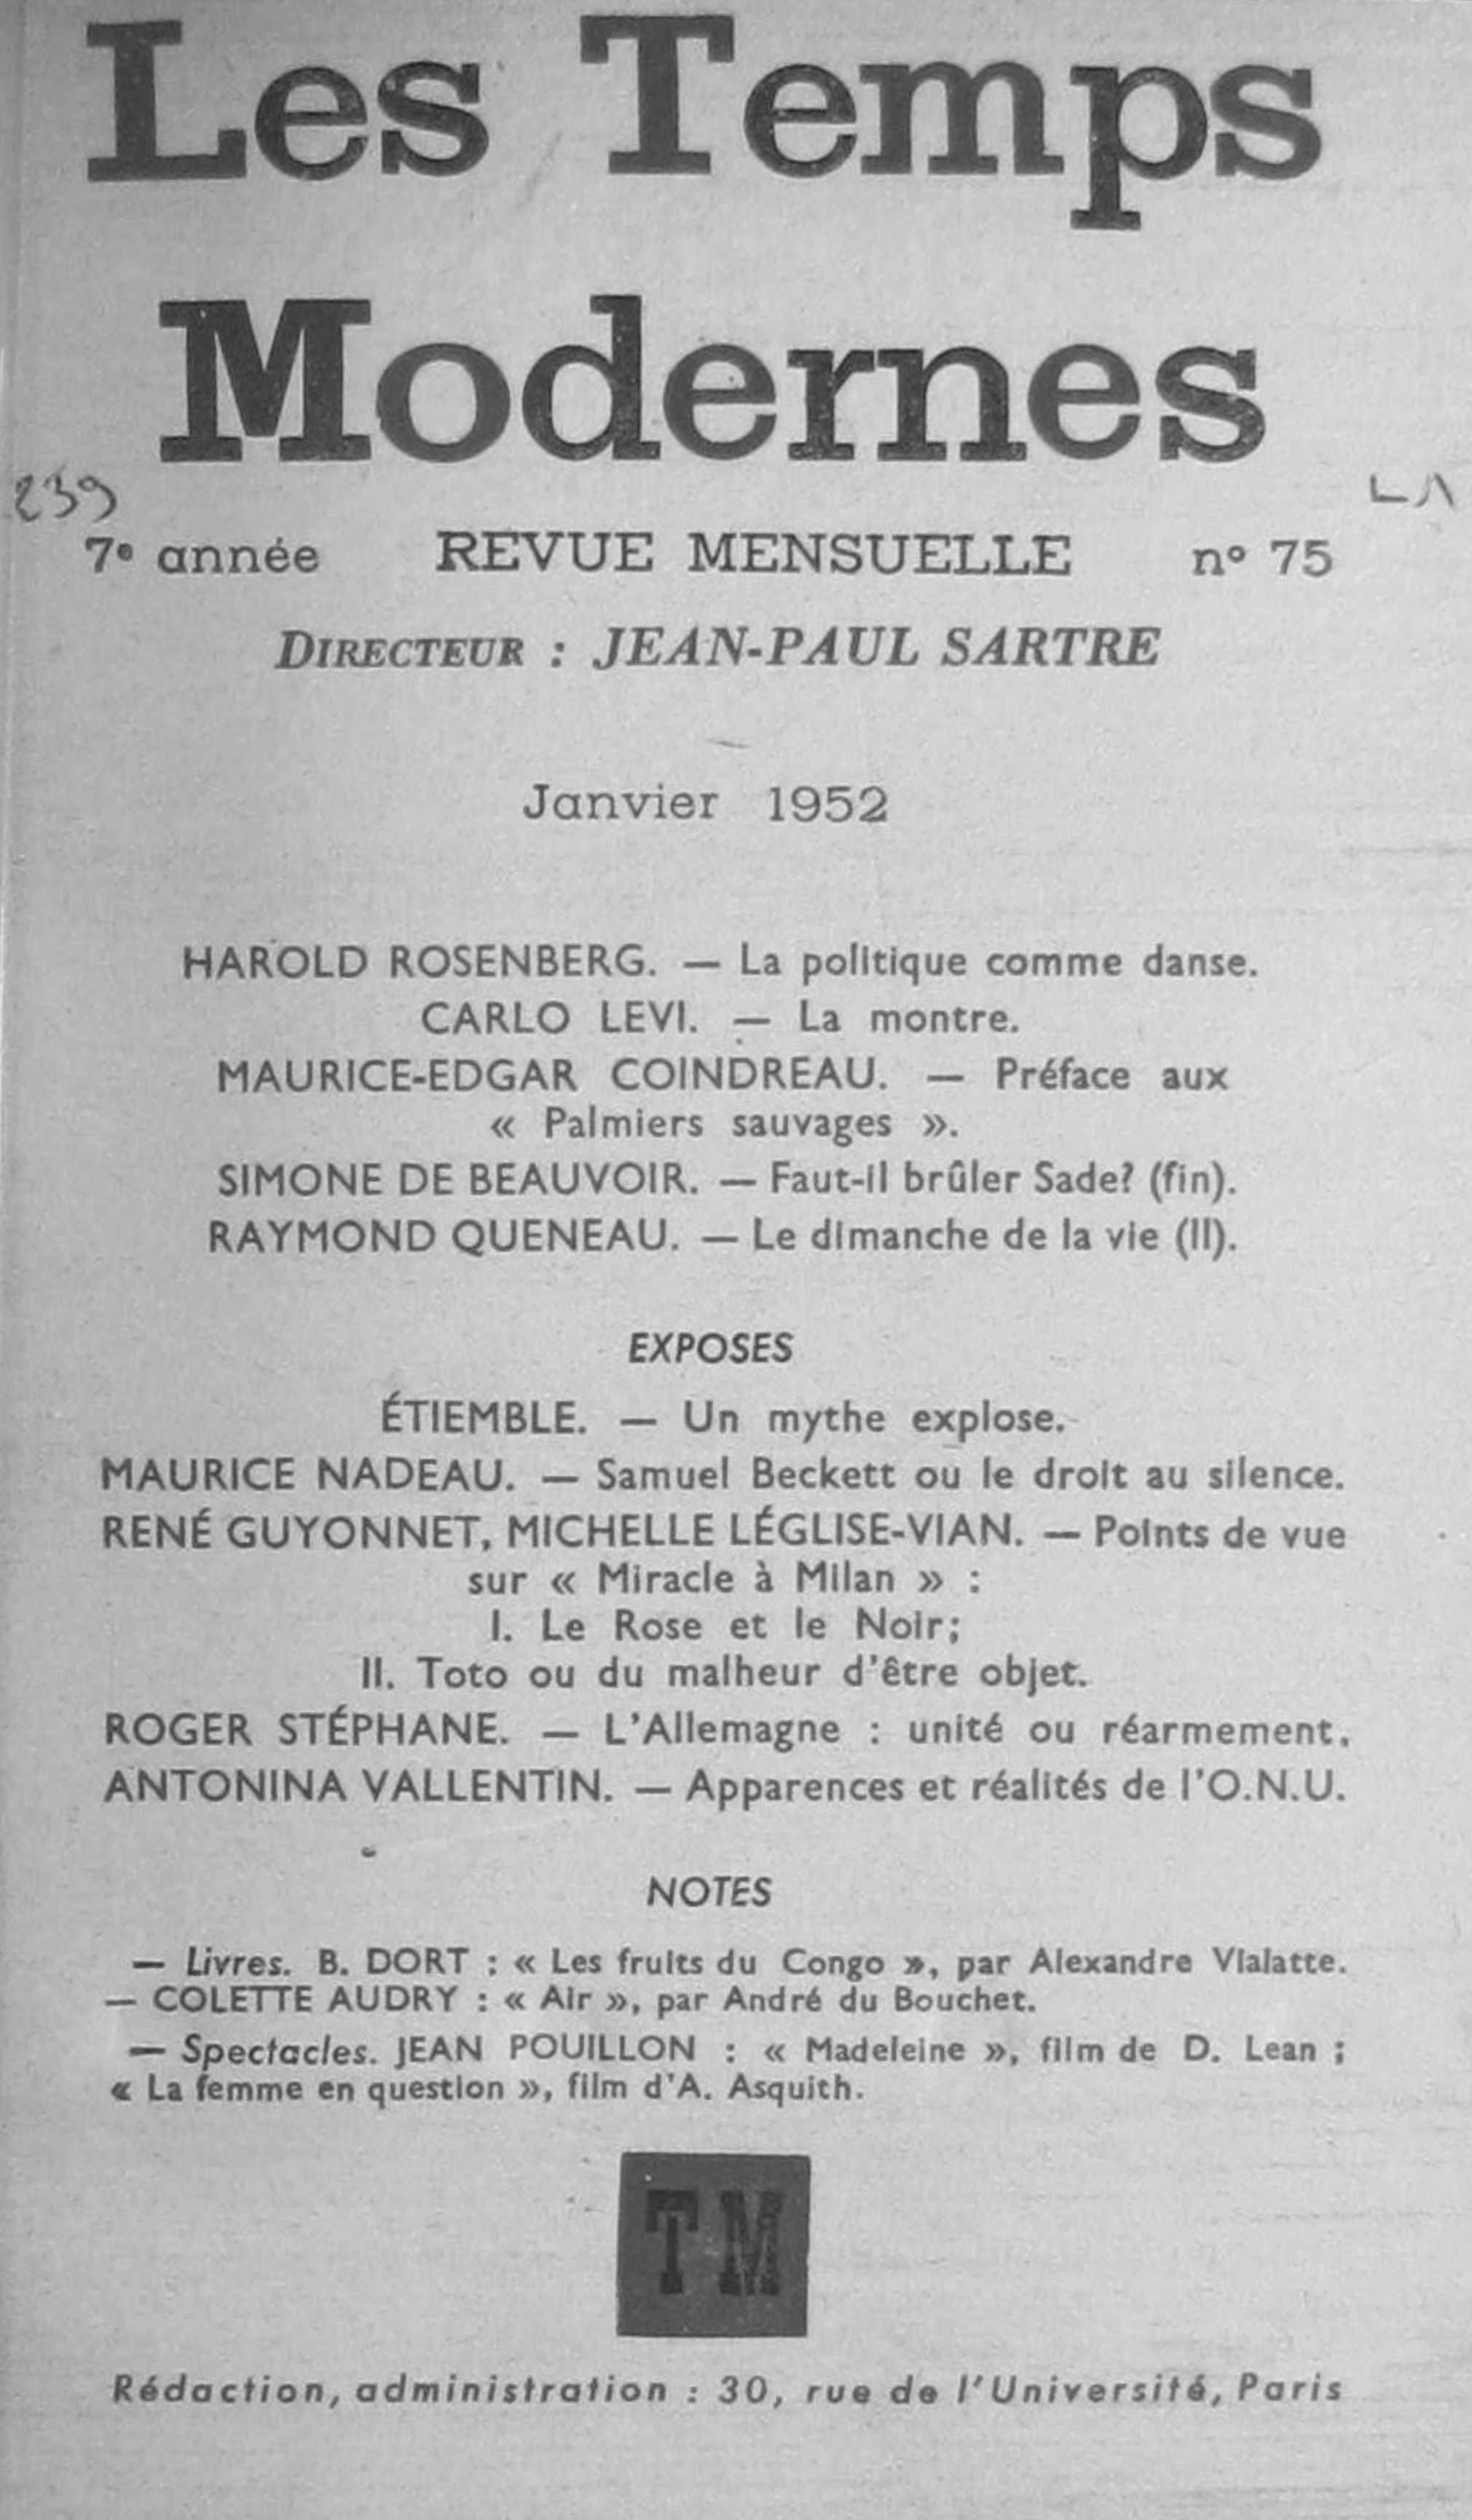 Les Temps
Modernes
239
7e année REVUE MENSUELLE no 75
DIRECTEUR : JEAN-PAUL SARTRE
Janvier 1952
HAROLD ROSENBERG. — La politique comme danse.
CARLO LEVI. — La montre.
MAURICE-EDGAR COINDREAU. — Préface aux
« Palmiers sauvages ».
SIMONE DE BEAUVOIR. — Faut-il brûler Sade? (fin).
RAYMOND QUENEAU. — Le dimanche de la vie (II).
EXPOSES
ÉTIEMBLE. — Un mythe explose.
MAURICE NADEAU. — Samuel Beckett ou le droit au silence.
RENÉ GUYONNET, MICHELLE LÉGLISE-VIAN. — Points de vue
sur « Miracle à Milan » :
I. Le Rose et le Noir;
II. Toto ou du malheur d'être objet.
ROGER STÉPHANE. — L'Allemagne : unité ou réarmement.
ANTONINA VALLENTIN. — Apparences et réalités de l'O.N.U.
NOTES
— Livres. B. DORT : « Les fruits du Congo », par Alexandre Vialatte.
— COLETTE AUDRY : « Air », par André du Bouchet.
— Spectacles. JEAN POUILLON : « Madeleine », film de D. Lean ;
« La femme en question », film d'A. Asquith.
TM
Rédaction, administration : 30, rue de l'Université, Paris